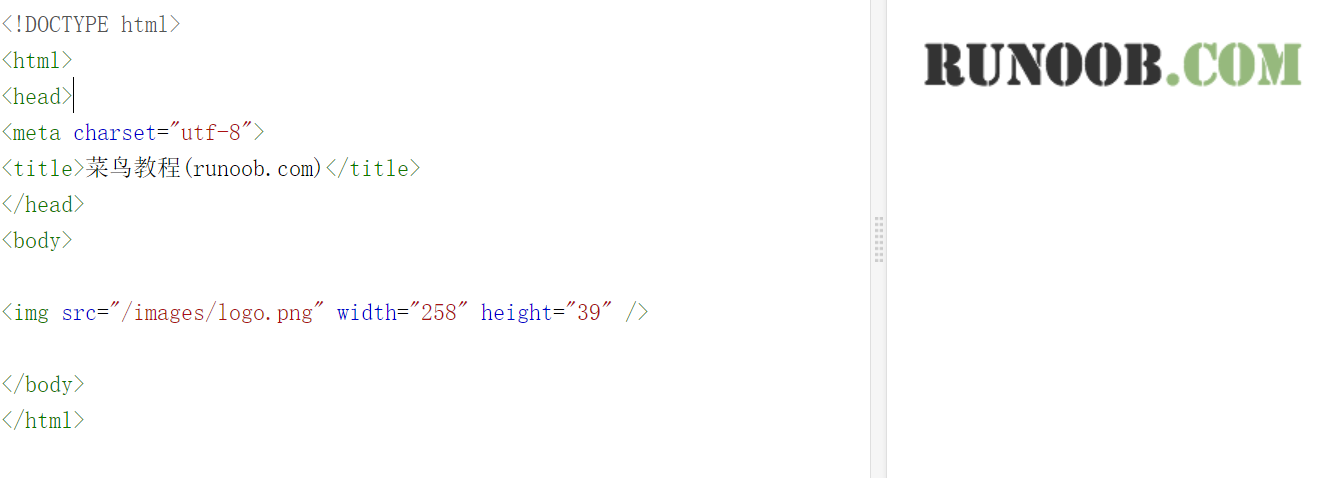 <!DOCTYPE html>
<html>
<head>
<meta charset="utf-8">
<title>菜鸟教程(runoob.com)</title>
</head>
<body>
<img src="/images/logo.png" width="258" height="39" />
</body>
</html>
RUNOOB.COM